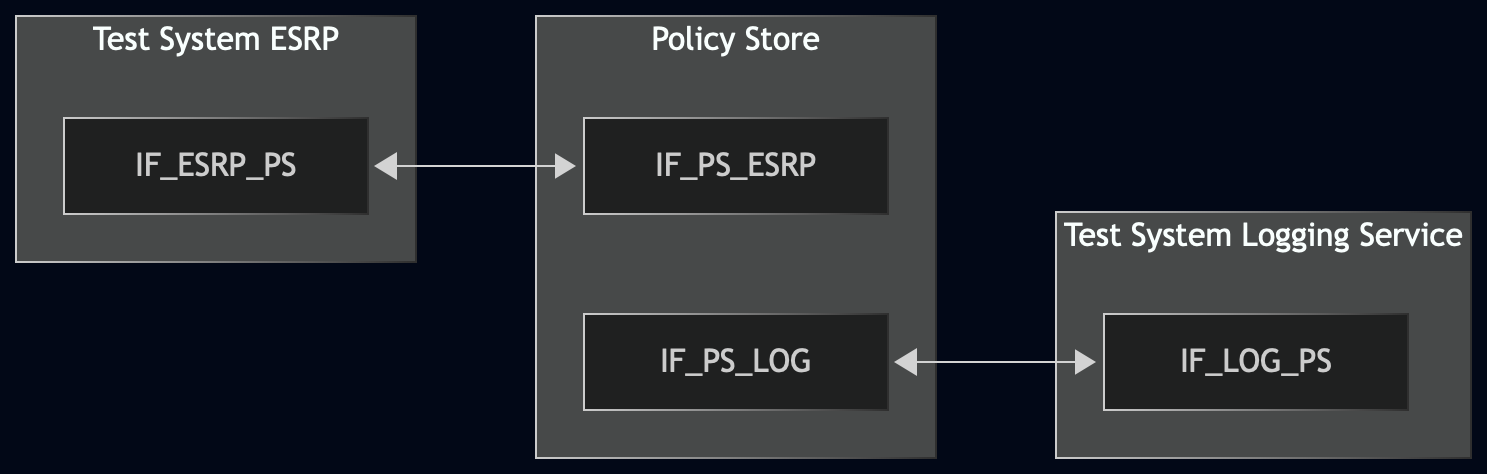 Test System ESRP
IF_ESRP_PS
Policy Store
IF_PS_ESRP
IF_PS_LOG
Test System Logging Service
IF_LOG_PS